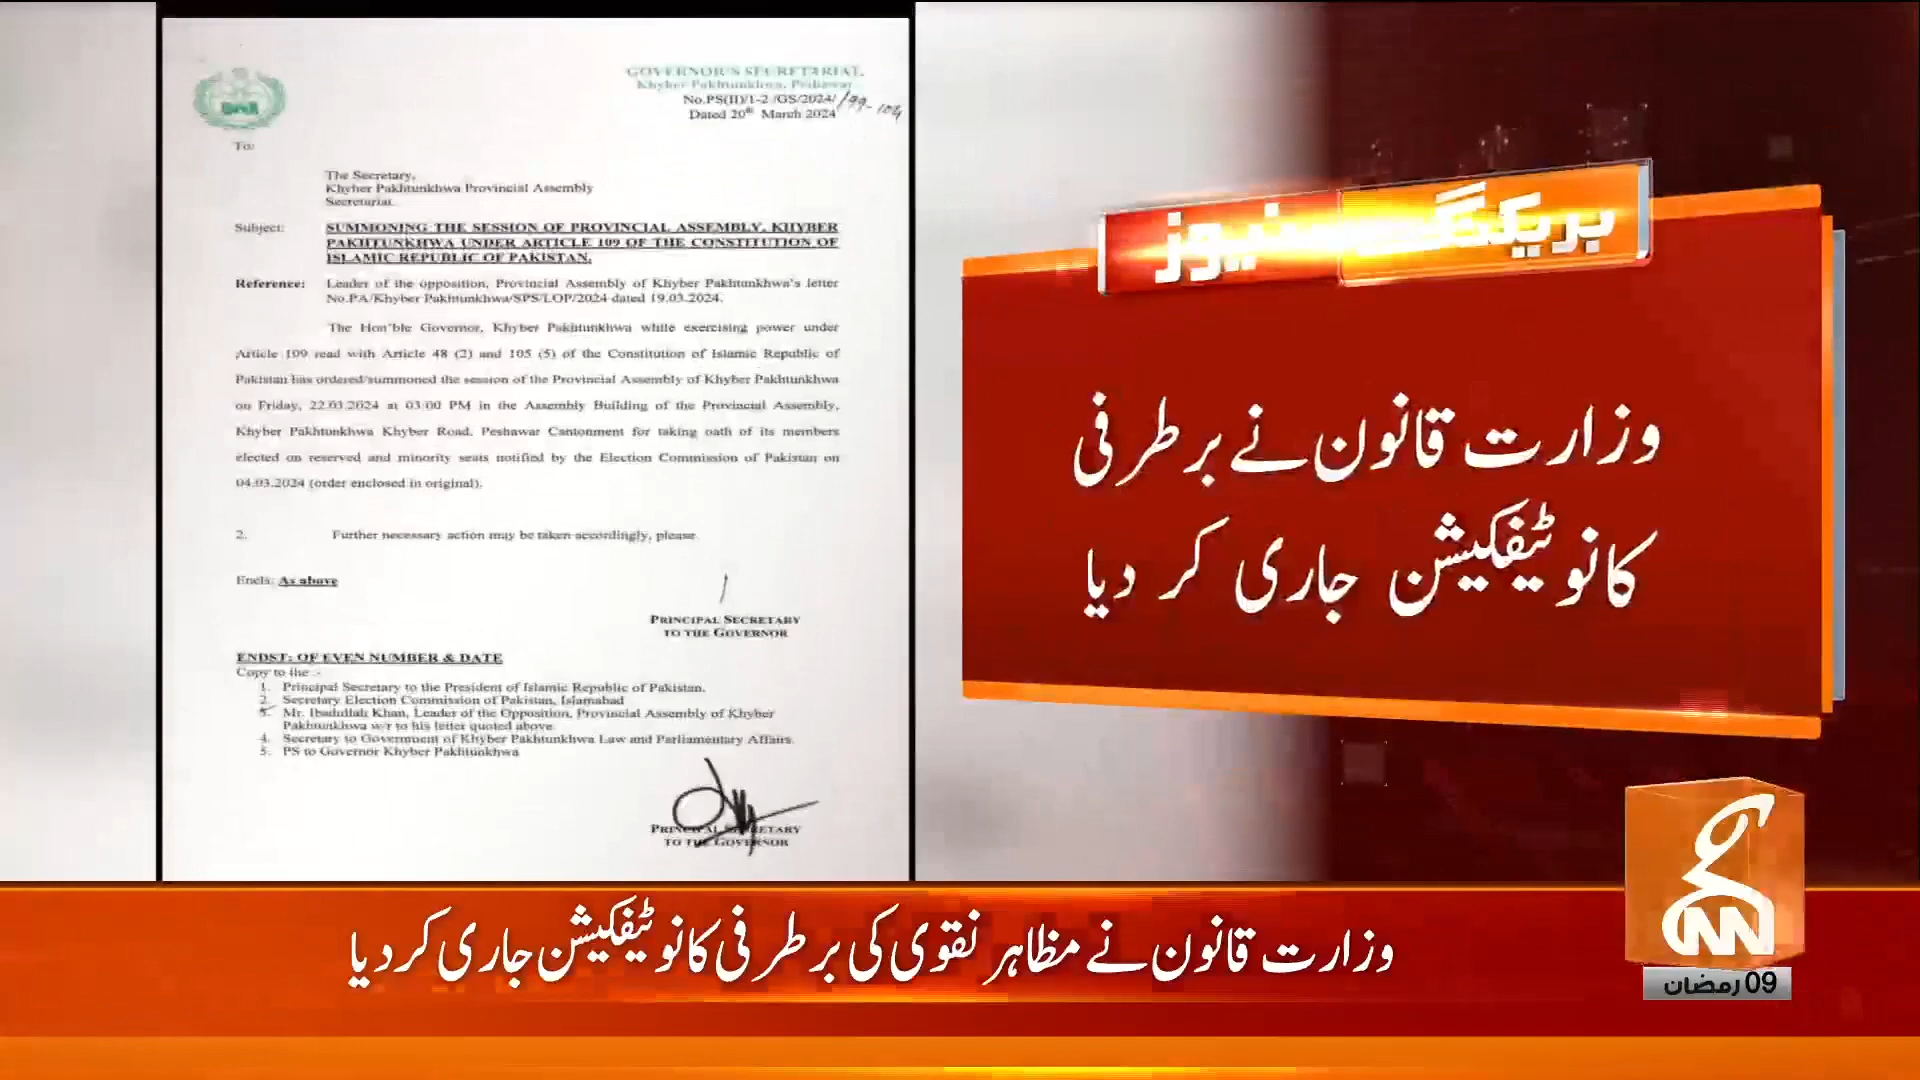 GOVERNOR'S SECRETARIAT,
Khyber Pakhtunkhwa, Peshawar
No.PS(II)/1-2 /GS/2024/ 99-104
Dated 20th March 2024
To:
The Secretary,
Khyber Pakhtunkhwa Provincial Assembly
Secretariat.
Subject: SUMMONING THE SESSION OF PROVINCIAL ASSEMBLY, KHYBER
PAKHTUNKHWA UNDER ARTICLE 109 OF THE CONSTITUTION OF
ISLAMIC REPUBLIC OF PAKISTAN.
Reference: Leader of the opposition, Provincial Assembly of Khyber Pakhtunkhwa's letter
No.PA/Khyber Pakhtunkhwa/SPS/LOP/2024 dated 19.03.2024.
The Hon'ble Governor, Khyber Pakhtunkhwa while exercising power under
Article 109 read with Article 48 (2) and 105 (5) of the Constitution of Islamic Republic of
Pakistan has ordered/summoned the session of the Provincial Assembly of Khyber Pakhtunkhwa
on Friday, 22.03.2024 at 03:00 PM in the Assembly Building of the Provincial Assembly,
Khyber Pakhtunkhwa Khyber Road, Peshawar Cantonment for taking oath of its members
elected on reserved and minority seats notified by the Election Commission of Pakistan on
04.03.2024 (order enclosed in original).
2. Further necessary action may be taken accordingly, please.
Encls: As above
PRINCIPAL SECRETARY
TO THE GOVERNOR
ENDST: OF EVEN NUMBER & DATE
Copy to the :-
1. Principal Secretary to the President of Islamic Republic of Pakistan.
2. Secretary Election Commission of Pakistan, Islamabad
3. Mr. Ibadullah Khan, Leader of the Opposition, Provincial Assembly of Khyber
Pakhtunkhwa w/r to his letter quoted above.
4. Secretary to Government of Khyber Pakhtunkhwa Law and Parliamentary Affairs.
5. PS to Governor Khyber Pakhtunkhwa
PRINCIPAL SECRETARY
TO THE GOVERNOR
بریکنگ نیوز
وزارت قانون نے برطرفی
کا نوٹیفکیشن جاری کر دیا
وزارت قانون نے مظاہر نقوی کی برطرفی کا نوٹیفکیشن جاری کر دیا
GNN
09 رمضان